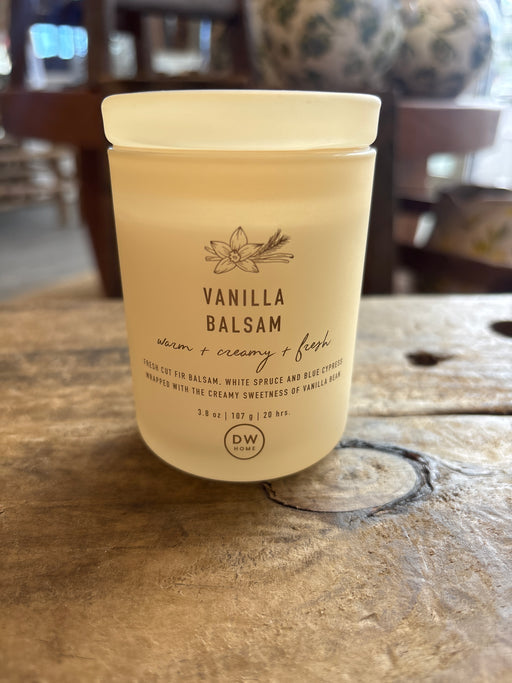 VANILLA
BALSAM
warm + creamy + fresh
FRESH CUT FIR BALSAM, WHITE SPRUCE AND BLUE CYPRESS
WRAPPED WITH THE CREAMY SWEETNESS OF VANILLA BEAN
3.8 oz | 107 g | 20 hrs.
DW
HOME